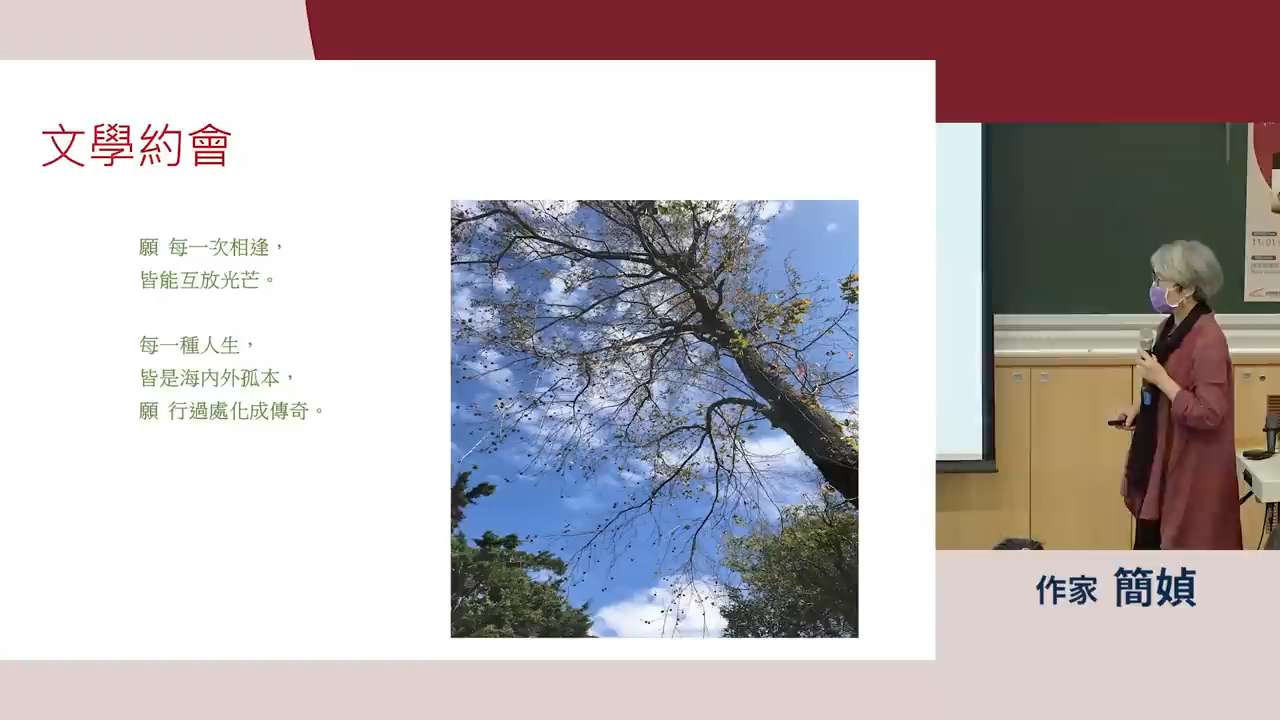 文學約會
願 每一次相逢，
皆能互放光芒。
每一種人生，
皆是海內外孤本，
願 行過處化成傳奇。
11/01
作家 簡媜